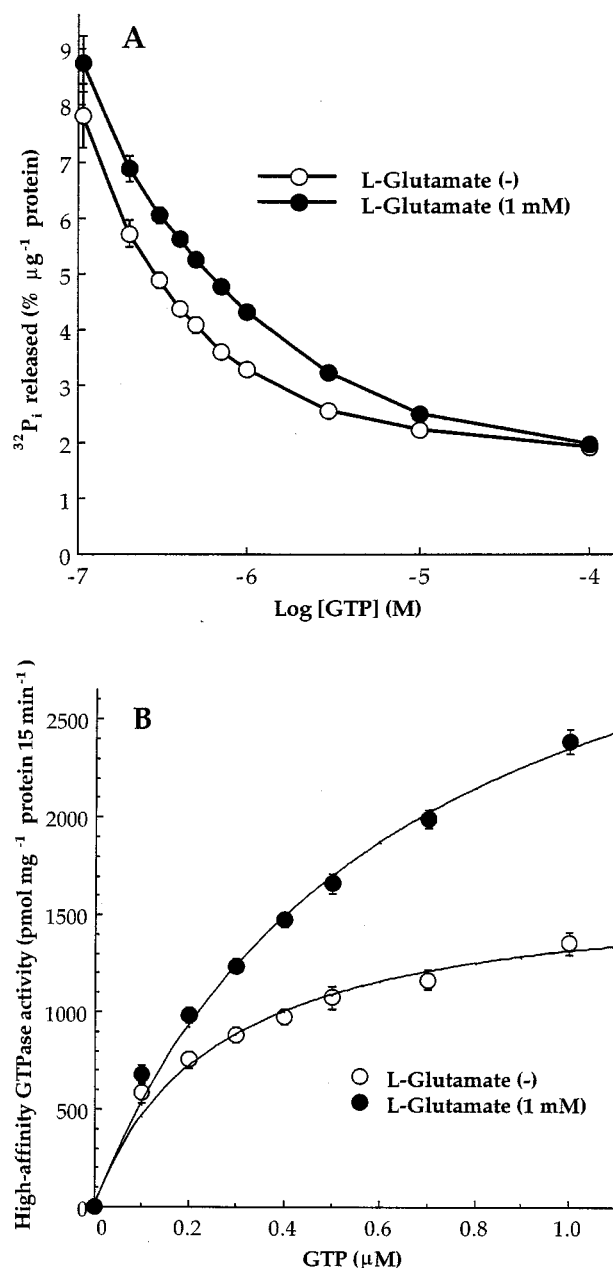 A
9
8
7
6
5
4
3
2
1
0
³²Pᵢ released (% μg⁻¹ protein)
L-Glutamate (-)
L-Glutamate (1 mM)
-7 -6 -5 -4
Log [GTP] (M)
B
2500
2000
1500
1000
500
0
High-affinity GTPase activity (pmol mg⁻¹ protein 15 min⁻¹)
L-Glutamate (-)
L-Glutamate (1 mM)
0 0.2 0.4 0.6 0.8 1.0
GTP (μM)